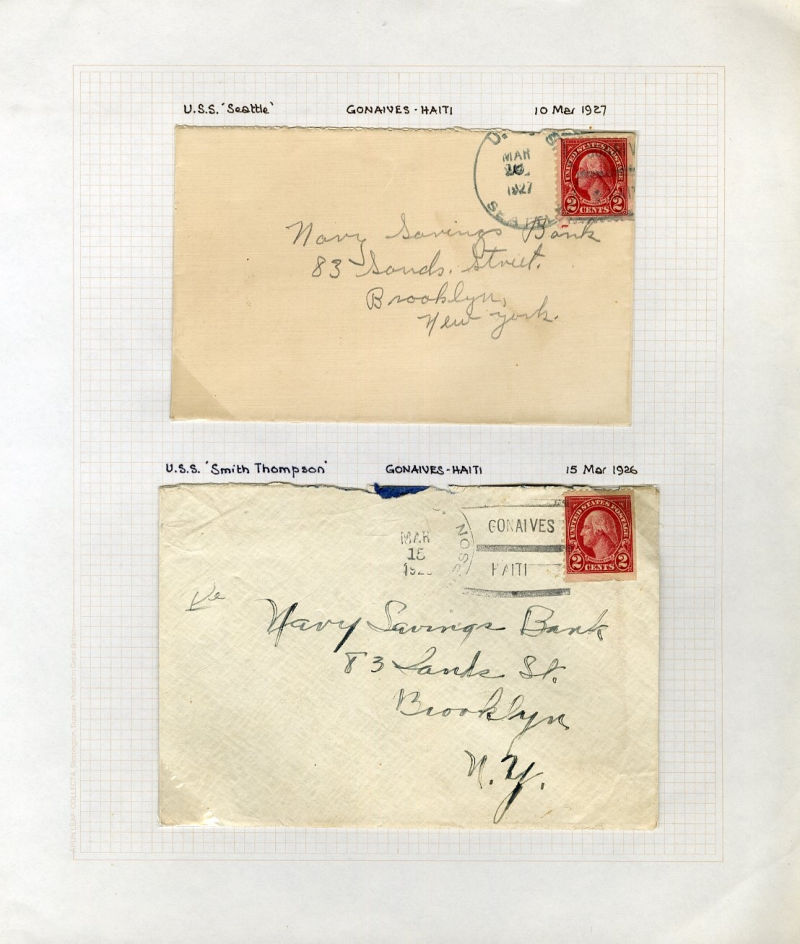 U.S.S. 'Seattle' GONAIVES - HAITI 10 Mar 1927
MAR
1927
SEATTLE
UNITED STATES POSTAGE
2 CENTS 2
Navy Savings Bank
83 Sands. Street.
Brooklyn,
New York.
U.S.S. 'Smith Thompson' GONAIVES - HAITI 15 Mar 1926
MAR
15
GONAIVES
HAITI
UNITED STATES POSTAGE
2 CENTS 2
Navy Savings Bank
83 Sands St.
Brooklyn
N.Y.